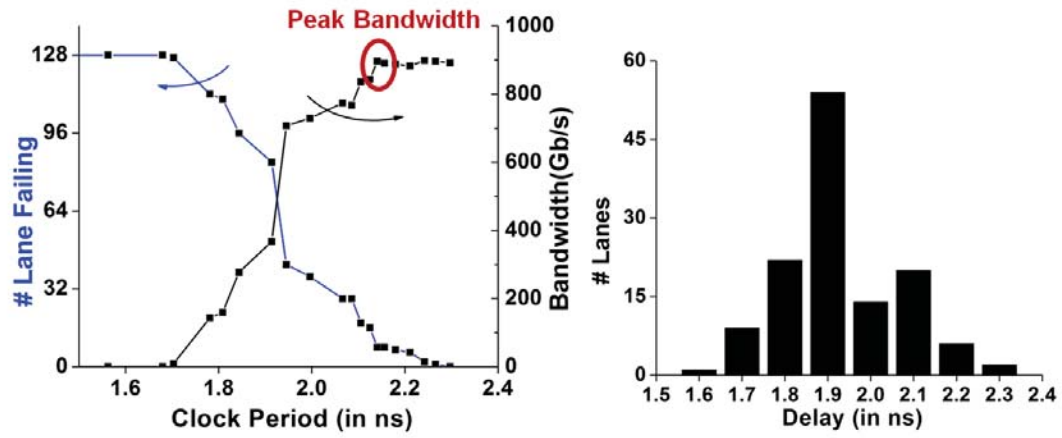 Peak Bandwidth
128
96
64
32
0
# Lane Failing
1.6 1.8 2.0 2.2 2.4
Clock Period (in ns)
1000
800
600
400
200
0
Bandwidth(Gb/s)
60
45
30
15
0
# Lanes
1.5 1.6 1.7 1.8 1.9 2.0 2.1 2.2 2.3 2.4
Delay (in ns)